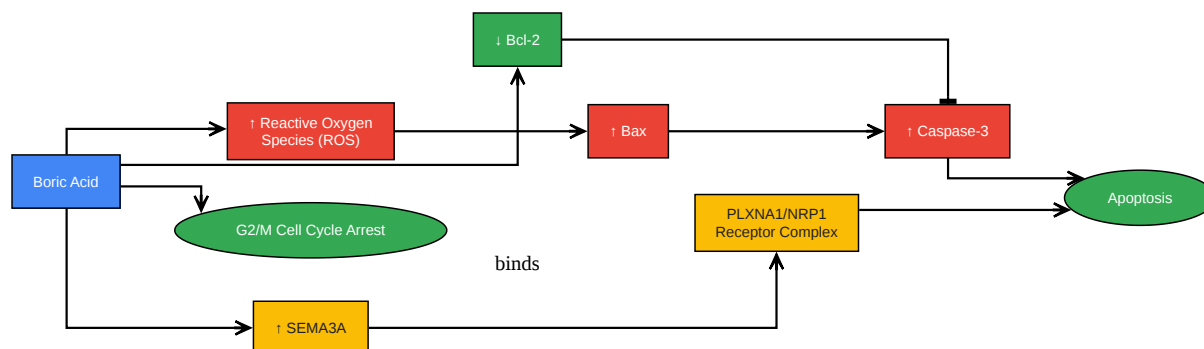 ↓ Bcl-2
↑ Reactive Oxygen
Species (ROS)
↑ Bax
↑ Caspase-3
Boric Acid
G2/M Cell Cycle Arrest
PLXNA1/NRP1
Receptor Complex
Apoptosis
binds
↑ SEMA3A